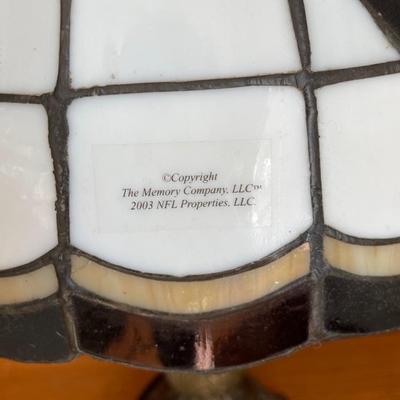 ©Copyright
The Memory Company, LLC™
2003 NFL Properties, LLC.